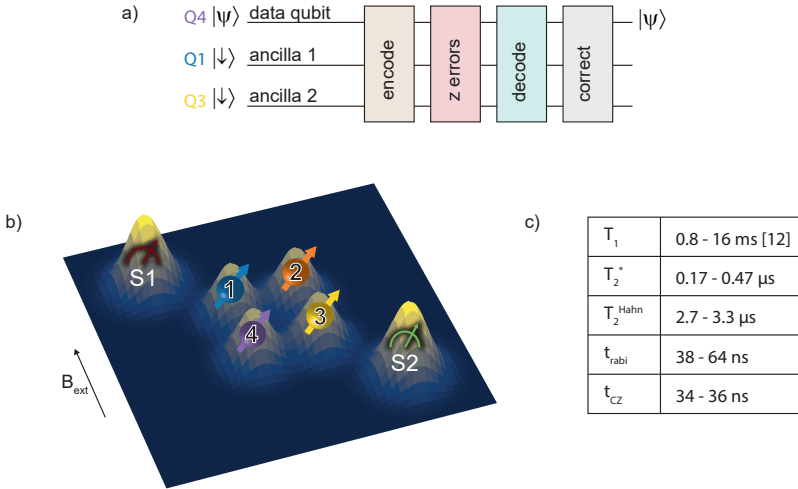 a)
Q4 |ψ⟩ data qubit
|ψ⟩
Q1 |↓⟩ ancilla 1
Q3 |↓⟩ ancilla 2
encode
z errors
decode
correct
b)
S1
1
2
3
4
S2
B_ext
c)
T_1 0.8 - 16 ms [12]
T_2^* 0.17 - 0.47 µs
T_2^Hahn 2.7 - 3.3 µs
t_rabi 38 - 64 ns
t_CZ 34 - 36 ns